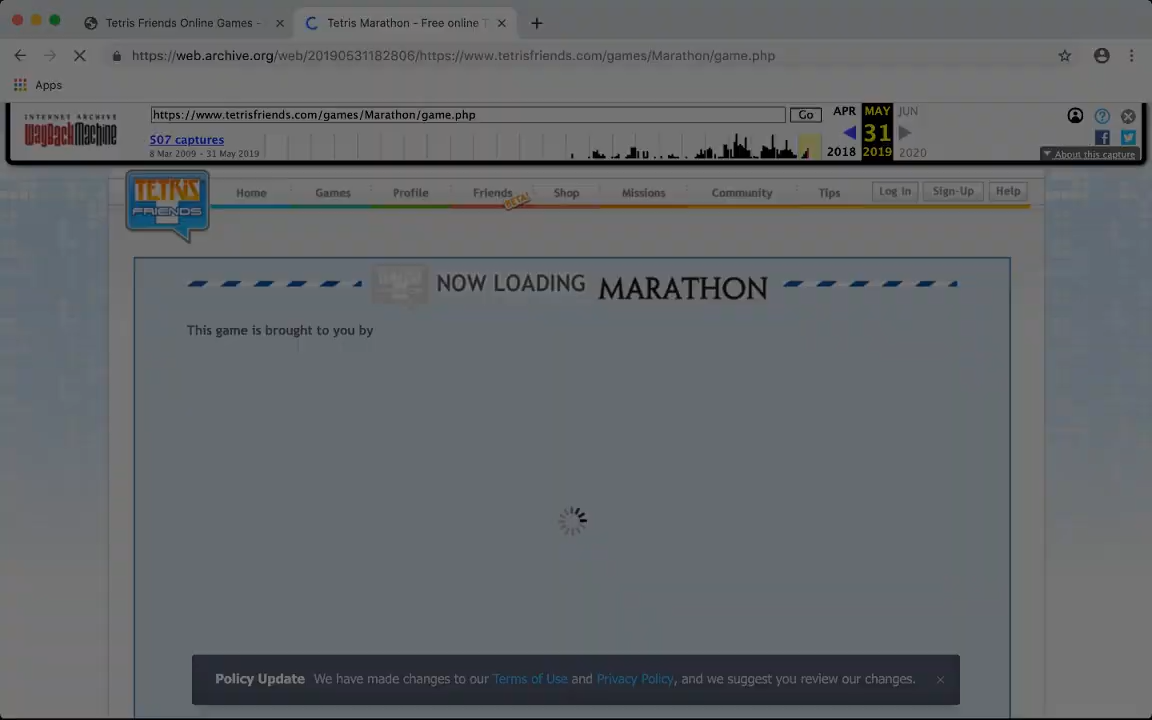 Tetris Friends Online Games -
Tetris Marathon - Free online T
https://web.archive.org/web/20190531182806/https://www.tetrisfriends.com/games/Marathon/game.php
Apps
INTERNET ARCHIVE
WayBackMachine
https://www.tetrisfriends.com/games/Marathon/game.php
Go
APR MAY JUN
507 captures
31
8 Mar 2009 - 31 May 2019
2018 2019 2020
About this capture
TETRIS
FRIENDS
Home Games Profile Friends BETA! Shop Missions Community Tips Log In Sign-Up Help
NOW LOADING MARATHON
This game is brought to you by
Policy Update We have made changes to our Terms of Use and Privacy Policy, and we suggest you review our changes.